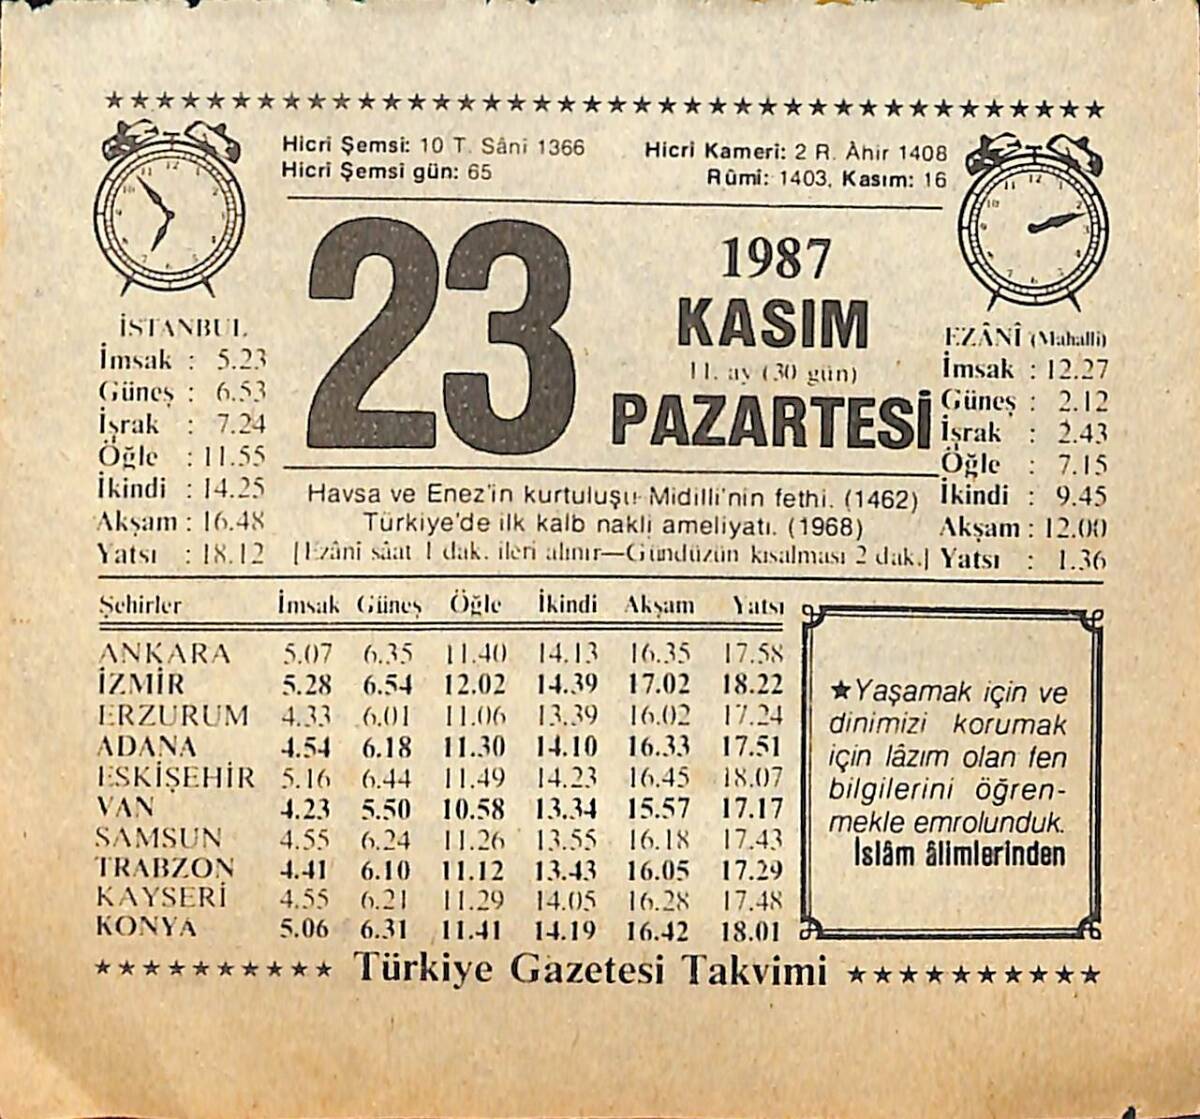 Hicrî Şemsi: 10 T. Sâni 1366
Hicrî Şemsî gün: 65
Hicrî Kamerî: 2 R. Âhir 1408
Rûmî: 1403, Kasım: 16
23
1987
KASIM
11. ay (30 gün)
PAZARTESİ
İSTANBUL
İmsak : 5.23
Güneş : 6.53
İşrak : 7.24
Öğle : 11.55
İkindi : 14.25
Akşam : 16.48
Yatsı : 18.12
EZÂNÎ (Mahalli)
İmsak : 12.27
Güneş : 2.12
İşrak : 2.43
Öğle : 7.15
İkindi : 9.45
Akşam : 12.00
Yatsı : 1.36
Havsa ve Enez'in kurtuluşu Midilli'nin fethi. (1462)
Türkiye'de ilk kalb nakli ameliyatı. (1968)
[Ezânî sâat 1 dak. ileri alınır—Gündüzün kısalması 2 dak.]
Şehirler İmsak Güneş Öğle İkindi Akşam Yatsı
ANKARA 5.07 6.35 11.40 14.13 16.35 17.58
İZMİR 5.28 6.54 12.02 14.39 17.02 18.22
ERZURUM 4.33 6.01 11.06 13.39 16.02 17.24
ADANA 4.54 6.18 11.30 14.10 16.33 17.51
ESKİŞEHİR 5.16 6.44 11.49 14.23 16.45 18.07
VAN 4.23 5.50 10.58 13.34 15.57 17.17
SAMSUN 4.55 6.24 11.26 13.55 16.18 17.43
TRABZON 4.41 6.10 11.12 13.43 16.05 17.29
KAYSERİ 4.55 6.21 11.29 14.05 16.28 17.48
KONYA 5.06 6.31 11.41 14.19 16.42 18.01
★Yaşamak için ve
dinimizi korumak
için lâzım olan fen
bilgilerini öğren-
mekle emrolunduk.
İslâm âlimlerinden
Türkiye Gazetesi Takvimi